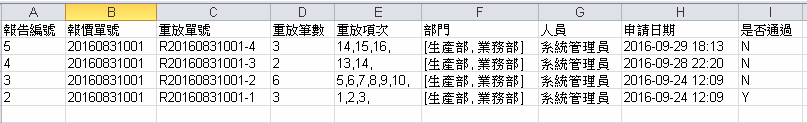 A B C D E F G H I
報告編號 報價單號 重放單號 重放筆數 重放項次 部門 人員 申請日期 是否通過
5 20160831001 R20160831001-4 3 14,15,16, [生產部,業務部] 系統管理員 2016-09-29 18:13 N
4 20160831001 R20160831001-3 2 13,14, [生產部,業務部] 系統管理員 2016-09-28 22:20 N
3 20160831001 R20160831001-2 6 5,6,7,8,9,10, [生產部,業務部] 系統管理員 2016-09-24 12:09 N
2 20160831001 R20160831001-1 3 1,2,3, [生產部,業務部] 系統管理員 2016-09-24 12:09 Y